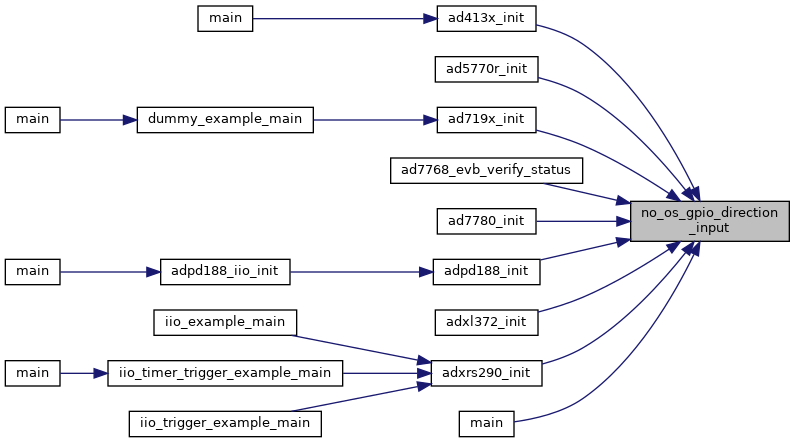 main
ad413x_init
ad5770r_init
main
dummy_example_main
ad719x_init
ad7768_evb_verify_status
no_os_gpio_direction
_input
ad7780_init
main
adpd188_iio_init
adpd188_init
iio_example_main
adxl372_init
main
iio_timer_trigger_example_main
adxrs290_init
iio_trigger_example_main
main